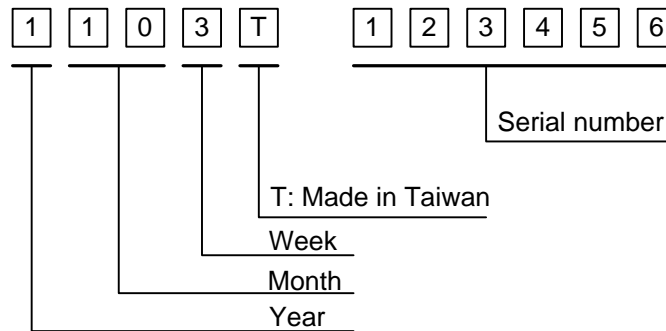 1 1 0 3 T 1 2 3 4 5 6
Serial number
T: Made in Taiwan
Week
Month
Year